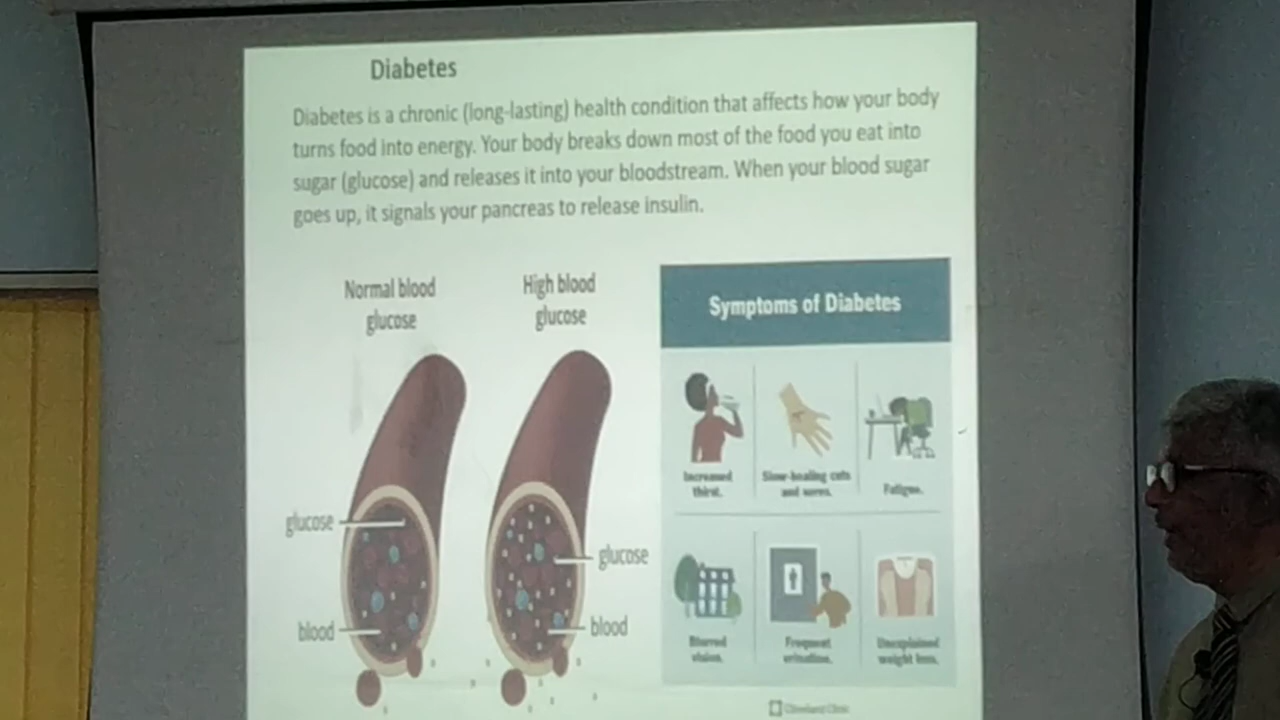 Diabetes
Diabetes is a chronic (long-lasting) health condition that affects how your body
turns food into energy. Your body breaks down most of the food you eat into
sugar (glucose) and releases it into your bloodstream. When your blood sugar
goes up, it signals your pancreas to release insulin.
Normal blood
glucose
High blood
glucose
glucose
blood
glucose
blood
Symptoms of Diabetes
Increased
thirst.
Slow-healing cuts
and sores.
Fatigue.
Blurred
vision.
Frequent
urination.
Unexplained
weight loss.
Cleveland Clinic